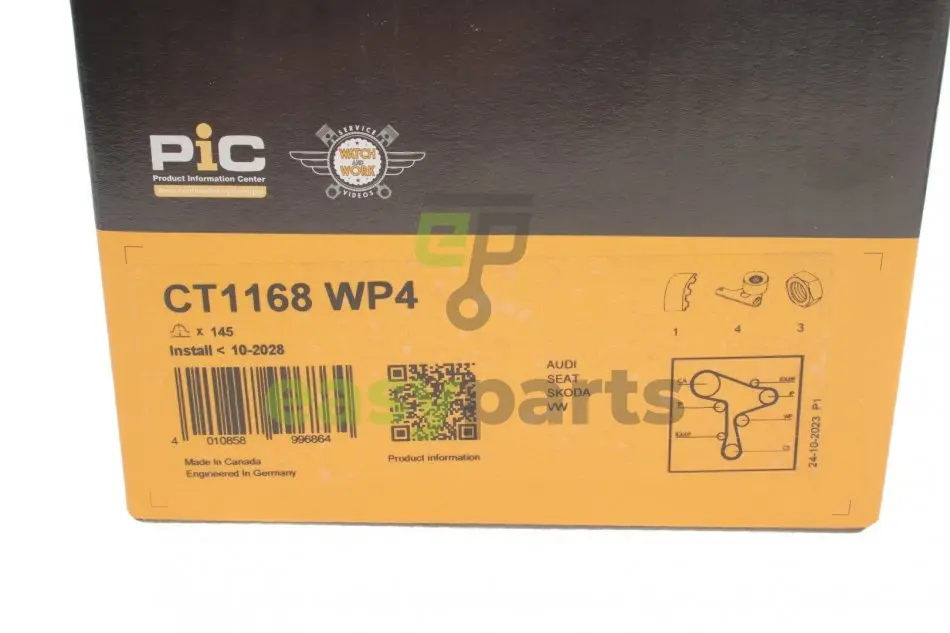 PiC
Product Information Center
SERVICE
WATCH
AND
WORK
VIDEOS
ep
CT1168 WP4
x 145
Install < 10-2028
1
4
3
AUDI
SEAT
SKODA
VW
easyparts
4 010858 996864
Product information
Made In Canada
Engineered In Germany
CA
24-10-2023 P1